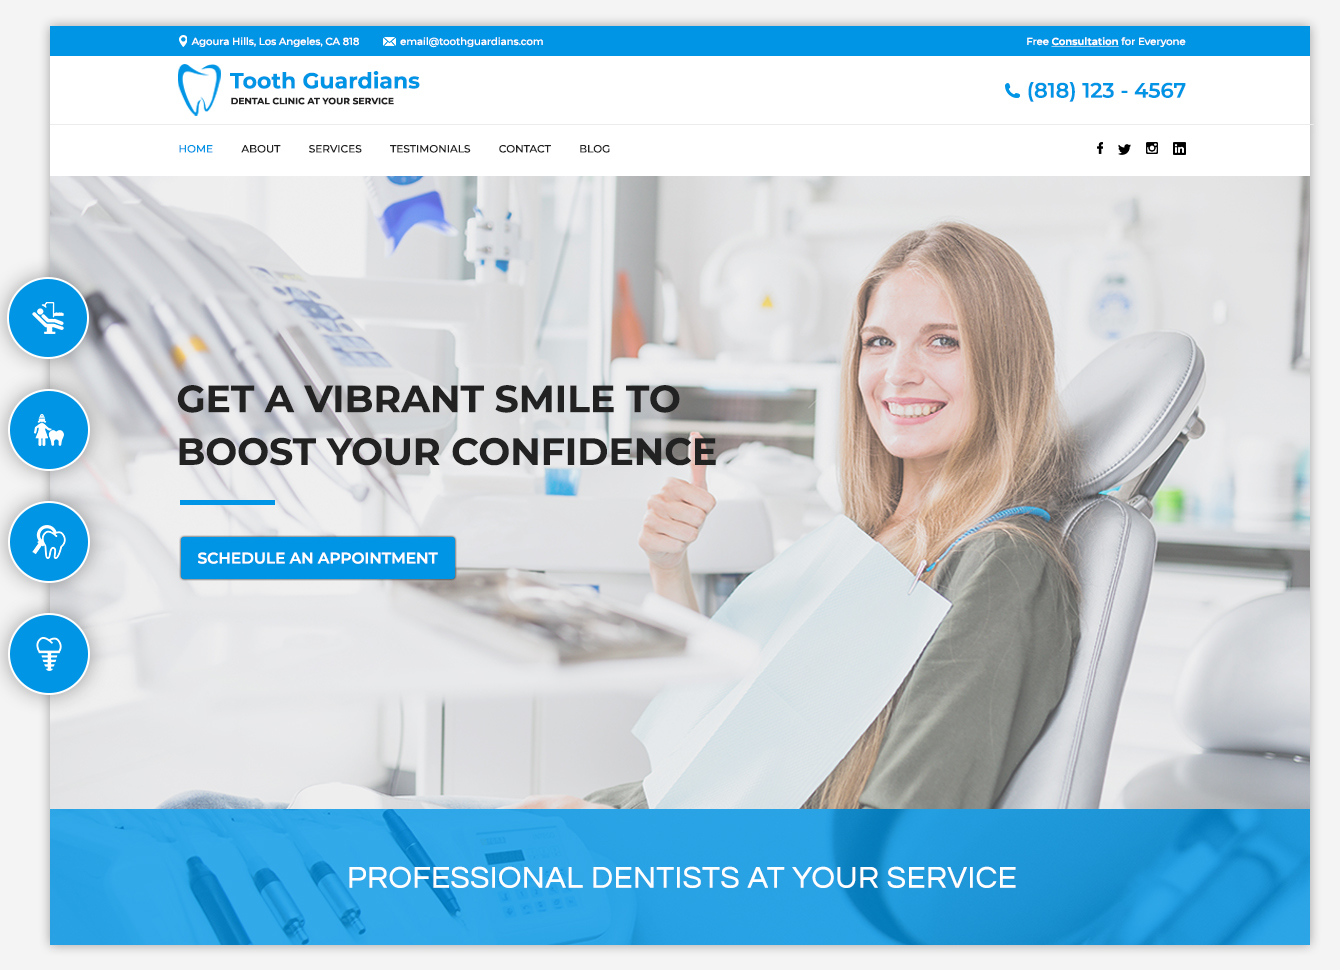 Agoura Hills, Los Angeles, CA 818
email@toothguardians.com
Free Consultation for Everyone
Tooth Guardians
DENTAL CLINIC AT YOUR SERVICE
(818) 123 - 4567
HOME
ABOUT
SERVICES
TESTIMONIALS
CONTACT
BLOG
GET A VIBRANT SMILE TO
BOOST YOUR CONFIDENCE
SCHEDULE AN APPOINTMENT
PROFESSIONAL DENTISTS AT YOUR SERVICE